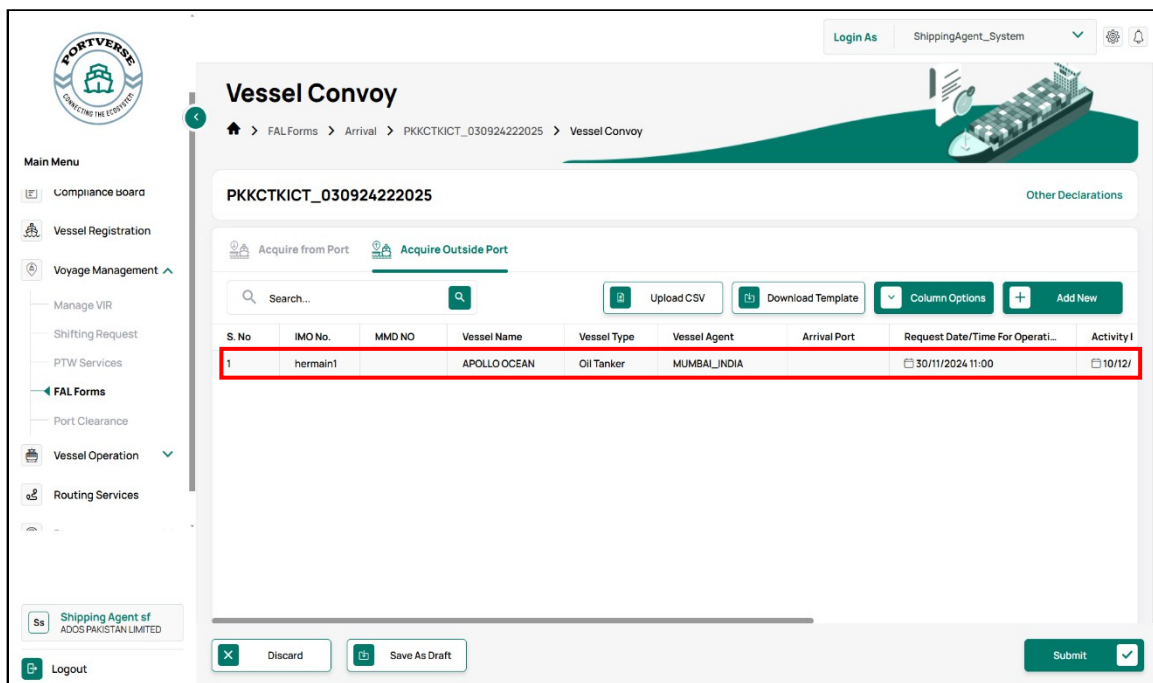 PORTVERSE
CONNECTING THE ECOSYSTEM
Login As ShippingAgent_System
Vessel Convoy
> FAL Forms > Arrival > PKKCTKICT_030924222025 > Vessel Convoy
Main Menu
Compliance Board
Vessel Registration
Voyage Management
Manage VIR
Shifting Request
PTW Services
FAL Forms
Port Clearance
Vessel Operation
Routing Services
Ss Shipping Agent sf
ADOS PAKISTAN LIMITED
Logout
PKKCTKICT_030924222025 Other Declarations
Acquire from Port Acquire Outside Port
Search... Upload CSV Download Template Column Options Add New
S. No IMO No. MMD NO Vessel Name Vessel Type Vessel Agent Arrival Port Request Date/Time For Operati... Activity
1 hermain1 APOLLO OCEAN Oil Tanker MUMBAI_INDIA 30/11/2024 11:00 10/12/
Discard Save As Draft Submit